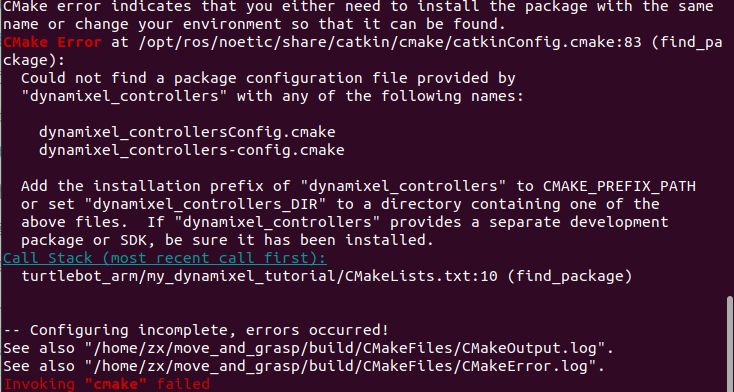 CMake error indicates that you either need to install the package with the same
name or change your environment so that it can be found.
CMake Error at /opt/ros/noetic/share/catkin/cmake/catkinConfig.cmake:83 (find_pa
ckage):
  Could not find a package configuration file provided by
  "dynamixel_controllers" with any of the following names:

    dynamixel_controllersConfig.cmake
    dynamixel_controllers-config.cmake

  Add the installation prefix of "dynamixel_controllers" to CMAKE_PREFIX_PATH
  or set "dynamixel_controllers_DIR" to a directory containing one of the
  above files.  If "dynamixel_controllers" provides a separate development
  package or SDK, be sure it has been installed.
Call Stack (most recent call first):
  turtlebot_arm/my_dynamixel_tutorial/CMakeLists.txt:10 (find_package)

-- Configuring incomplete, errors occurred!
See also "/home/zx/move_and_grasp/build/CMakeFiles/CMakeOutput.log".
See also "/home/zx/move_and_grasp/build/CMakeFiles/CMakeError.log".
Invoking "cmake" failed